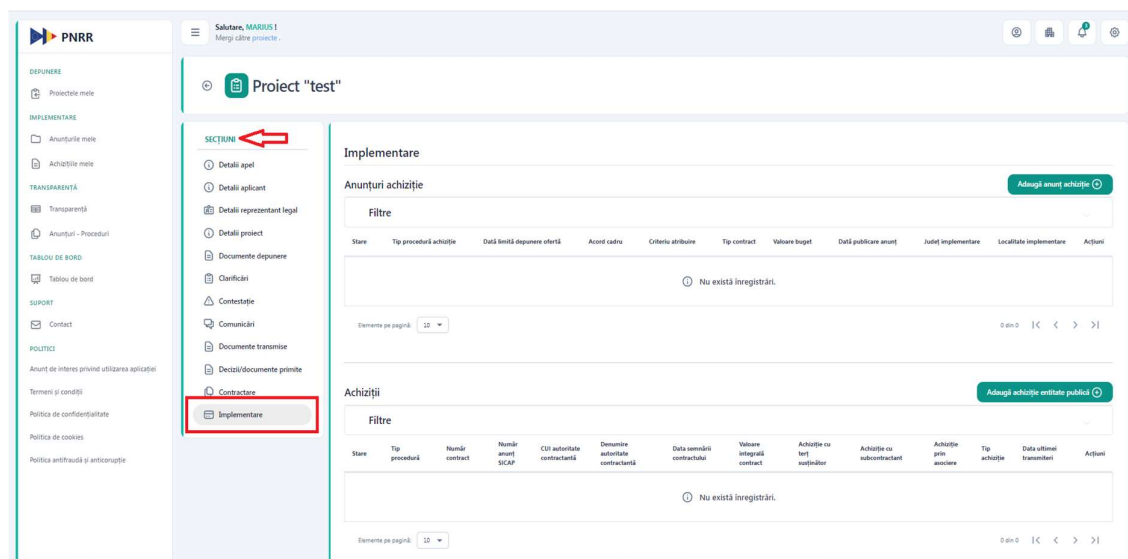 PNRR
Salutare, MARIUS !
Mergi către proiecte .
3
DEPUNERE
Proiectele mele
IMPLEMENTARE
Anunțurile mele
Achizițiile mele
TRANSPARENȚĂ
Transparență
Anunțuri - Proceduri
TABLOU DE BORD
Tablou de bord
SUPORT
Contact
POLITICI
Anunț de interes privind utilizarea aplicației
Termeni și condiții
Politica de confidențialitate
Politica de cookies
Politica antifraudă și anticorupție
Proiect "test"
SECȚIUNI
Detalii apel
Detalii aplicant
Detalii reprezentant legal
Detalii proiect
Documente depunere
Clarificări
Contestație
Comunicări
Documente transmise
Decizii/documente primite
Contractare
Implementare
Implementare
Anunțuri achiziție
Adaugă anunț achiziție
Filtre
Stare Tip procedură achiziție Dată limită depunere ofertă Acord cadru Criteriu atribuire Tip contract Valoare buget Dată publicare anunț Județ implementare Localitate implementare Acțiuni
Nu există înregistrări.
Elemente pe pagină 10 0 din 0
Achiziții
Adaugă achiziție entitate publică
Filtre
Stare Tip procedură Număr contract Număr anunț SICAP CUI autoritate contractantă Denumire autoritate contractantă Data semnării contractului Valoare integrală contract Achiziție cu terț susținător Achiziție cu subcontractant Achiziție prin asociere Tip achiziție Data ultimei transmiteri Acțiuni
Nu există înregistrări.
Elemente pe pagină 10 0 din 0